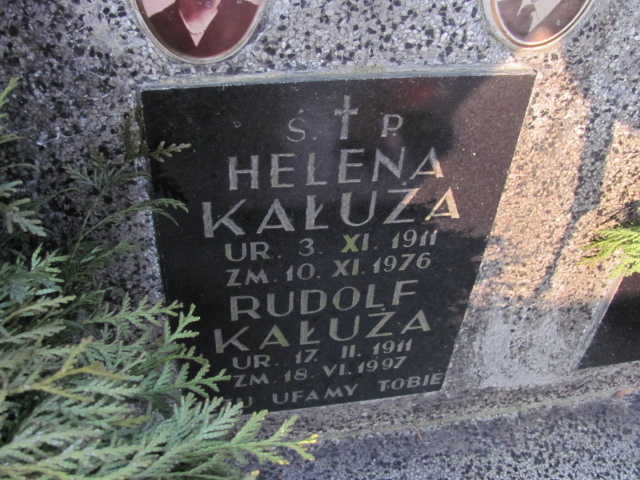 Ś. † P
HELENA
KAŁUŻA
UR. 3. XI. 1911
ZM. 10. XI. 1976
RUDOLF
KAŁUŻA
UR. 17. II. 1911
ZM. 18. VI. 1997
UFAMY TOBIE